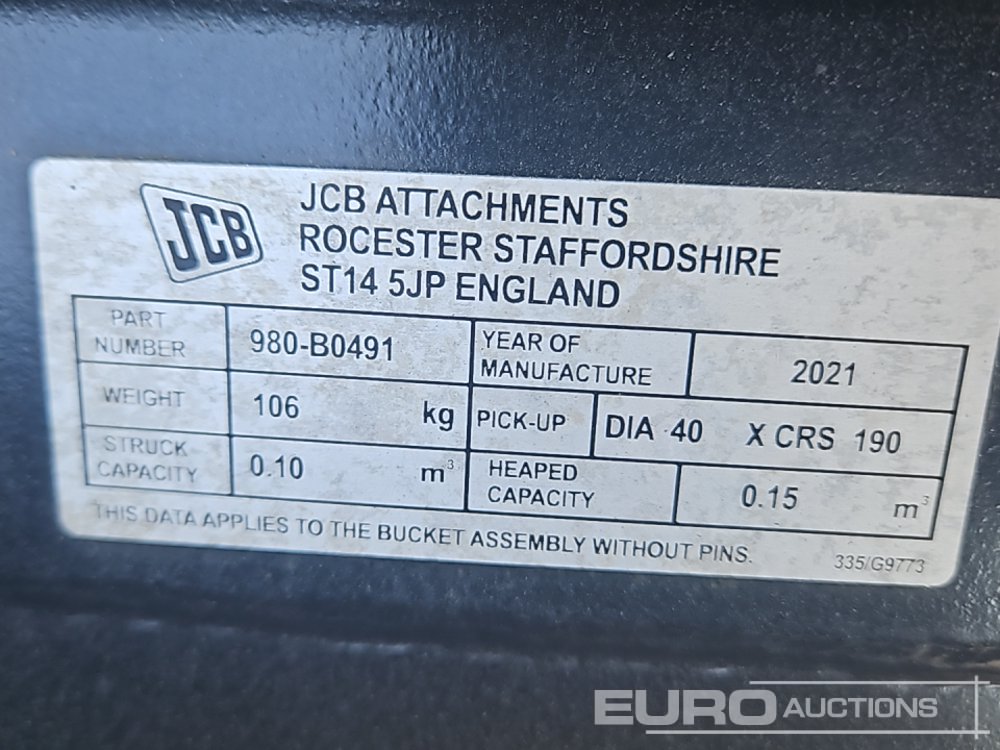 JCB
JCB ATTACHMENTS
ROCESTER STAFFORDSHIRE
ST14 5JP ENGLAND
PART NUMBER
980-B0491
YEAR OF MANUFACTURE
2021
WEIGHT
106 kg
PICK-UP
DIA 40 X CRS 190
STRUCK CAPACITY
0.10 m³
HEAPED CAPACITY
0.15 m³
THIS DATA APPLIES TO THE BUCKET ASSEMBLY WITHOUT PINS.
335/G9773
EURO AUCTIONS